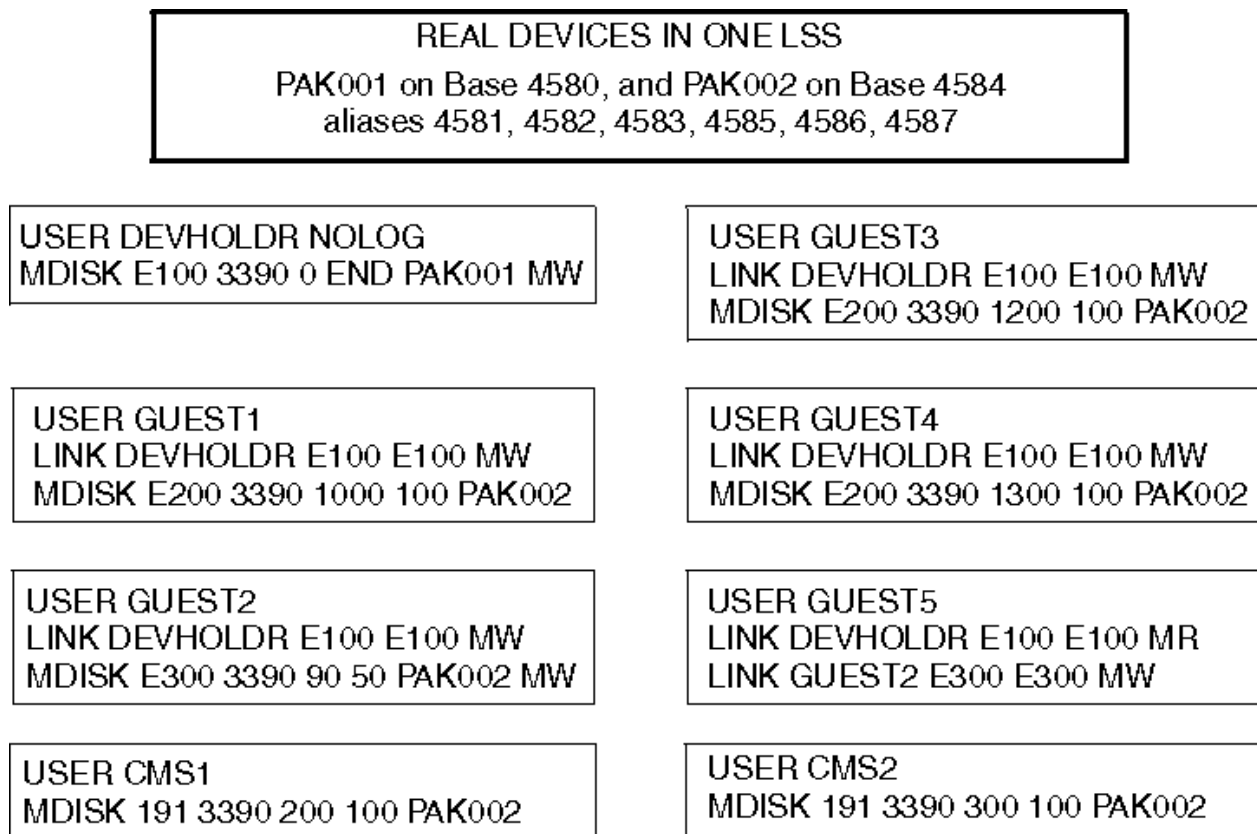 REAL DEVICES IN ONE LSS
PAK001 on Base 4580, and PAK002 on Base 4584
aliases 4581, 4582, 4583, 4585, 4586, 4587
USER DEVHOLDR NOLOG
MDISK E100 3390 0 END PAK001 MW
USER GUEST3
LINK DEVHOLDR E100 E100 MW
MDISK E200 3390 1200 100 PAK002
USER GUEST1
LINK DEVHOLDR E100 E100 MW
MDISK E200 3390 1000 100 PAK002
USER GUEST4
LINK DEVHOLDR E100 E100 MW
MDISK E200 3390 1300 100 PAK002
USER GUEST2
LINK DEVHOLDR E100 E100 MW
MDISK E300 3390 90 50 PAK002 MW
USER GUEST5
LINK DEVHOLDR E100 E100 MR
LINK GUEST2 E300 E300 MW
USER CMS1
MDISK 191 3390 200 100 PAK002
USER CMS2
MDISK 191 3390 300 100 PAK002